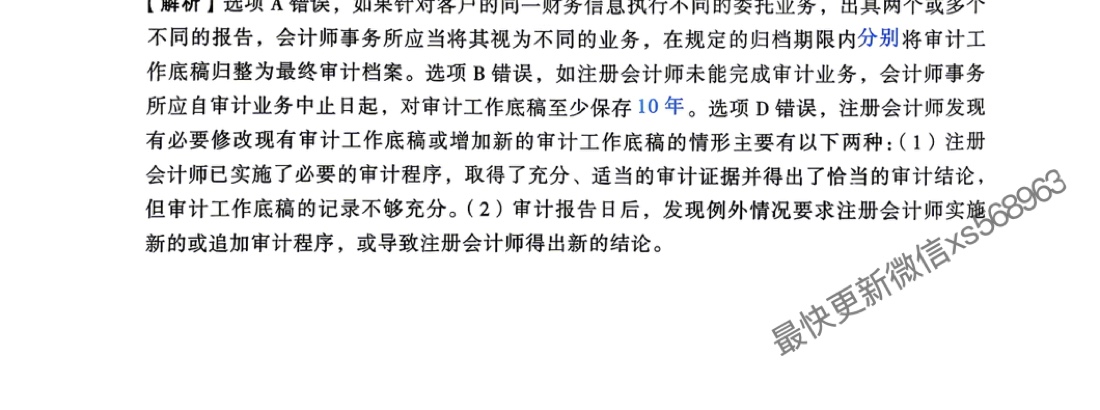 【解析】选项 A 错误，如果针对客户的同一财务信息执行不同的委托业务，出具两个或多个
不同的报告，会计师事务所应当将其视为不同的业务，在规定的归档期限内分别将审计工
作底稿归整为最终审计档案。选项 B 错误，如注册会计师未能完成审计业务，会计师事务
所应自审计业务中止日起，对审计工作底稿至少保存 10 年。选项 D 错误，注册会计师发现
有必要修改现有审计工作底稿或增加新的审计工作底稿的情形主要有以下两种：（1）注册
会计师已实施了必要的审计程序，取得了充分、适当的审计证据并得出了恰当的审计结论，
但审计工作底稿的记录不够充分。（2）审计报告日后，发现例外情况要求注册会计师实施
新的或追加审计程序，或导致注册会计师得出新的结论。
最快更新微信xs568963